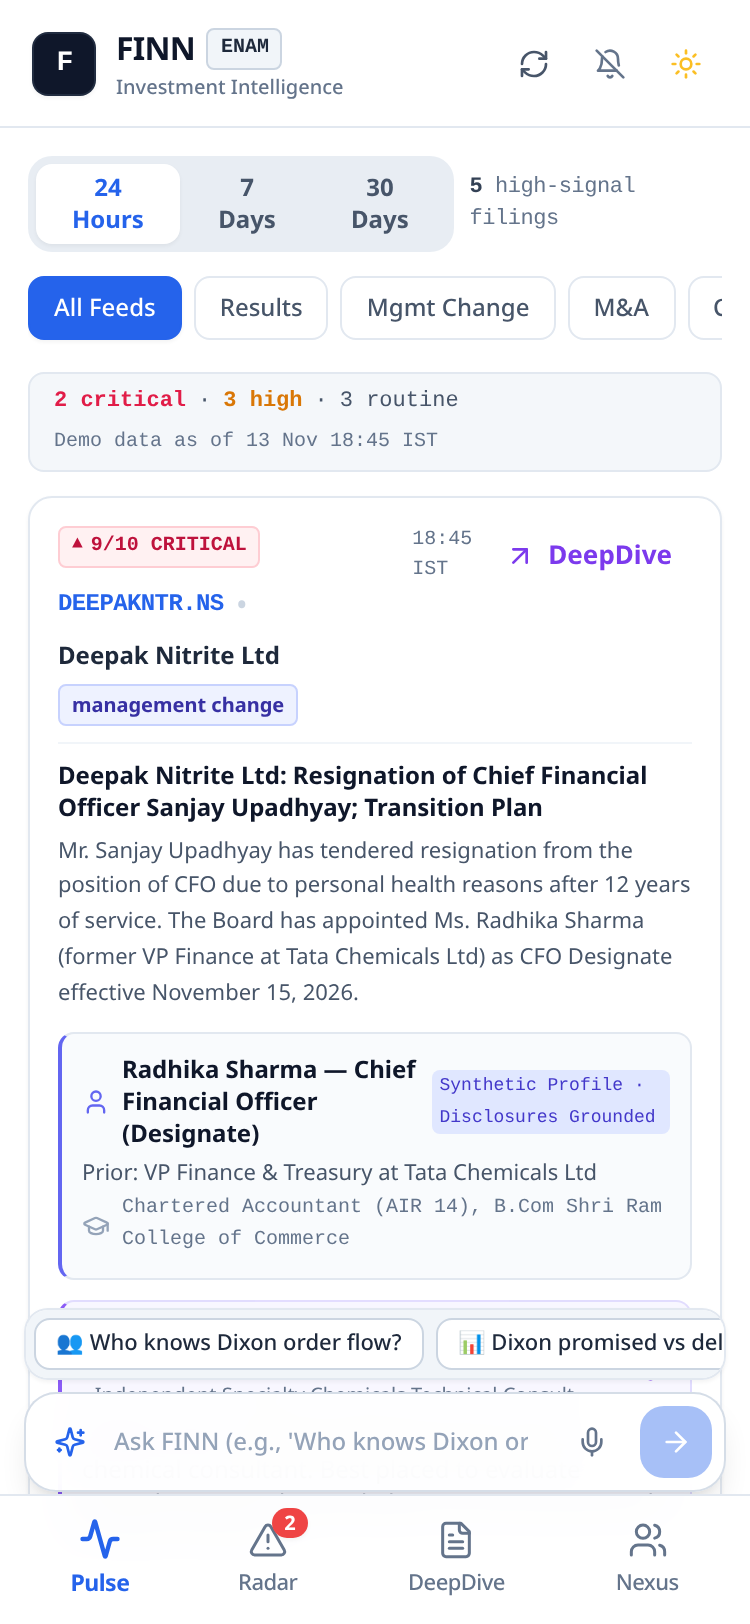 F
FINN ENAM
Investment Intelligence
24 Hours
7 Days
30 Days
5 high-signal filings
All Feeds
Results
Mgmt Change
M&A
2 critical · 3 high · 3 routine
Demo data as of 13 Nov 18:45 IST
▲ 9/10 CRITICAL
18:45 IST
DeepDive
DEEPAKNTR.NS
Deepak Nitrite Ltd
management change
Deepak Nitrite Ltd: Resignation of Chief Financial
Officer Sanjay Upadhyay; Transition Plan
Mr. Sanjay Upadhyay has tendered resignation from the
position of CFO due to personal health reasons after 12 years
of service. The Board has appointed Ms. Radhika Sharma
(former VP Finance at Tata Chemicals Ltd) as CFO Designate
effective November 15, 2026.
Radhika Sharma — Chief
Financial Officer
(Designate)
Synthetic Profile ·
Disclosures Grounded
Prior: VP Finance & Treasury at Tata Chemicals Ltd
Chartered Accountant (AIR 14), B.Com Shri Ram
College of Commerce
👥 Who knows Dixon order flow?
📊 Dixon promised vs del
Independent Specialty Chemicals Technical Consult
Ask FINN (e.g., 'Who knows Dixon or
2
Pulse
Radar
DeepDive
Nexus